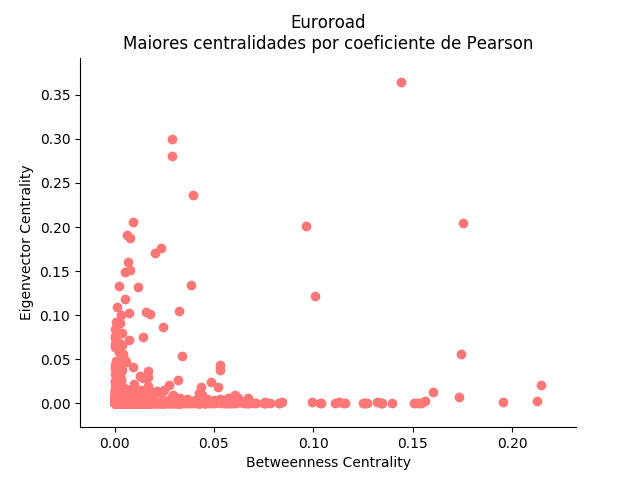 Euroroad
Maiores centralidades por coeficiente de Pearson
Eigenvector Centrality
0.35
0.30
0.25
0.20
0.15
0.10
0.05
0.00
0.00 0.05 0.10 0.15 0.20
Betweenness Centrality